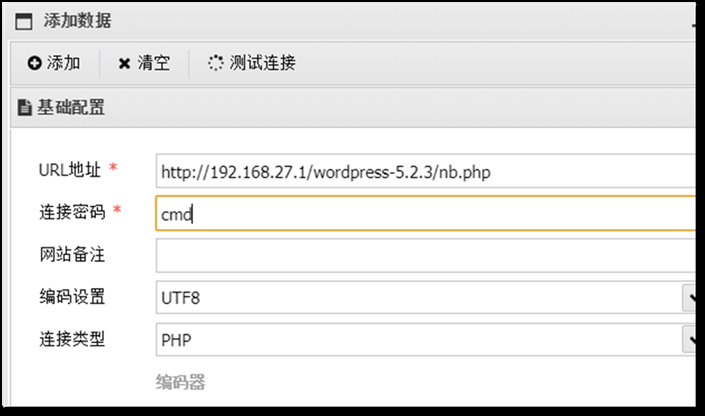 添加数据
添加 清空 测试连接
基础配置
URL地址 * http://192.168.27.1/wordpress-5.2.3/nb.php
连接密码 * cmd
网站备注
编码设置 UTF8
连接类型 PHP
编码器